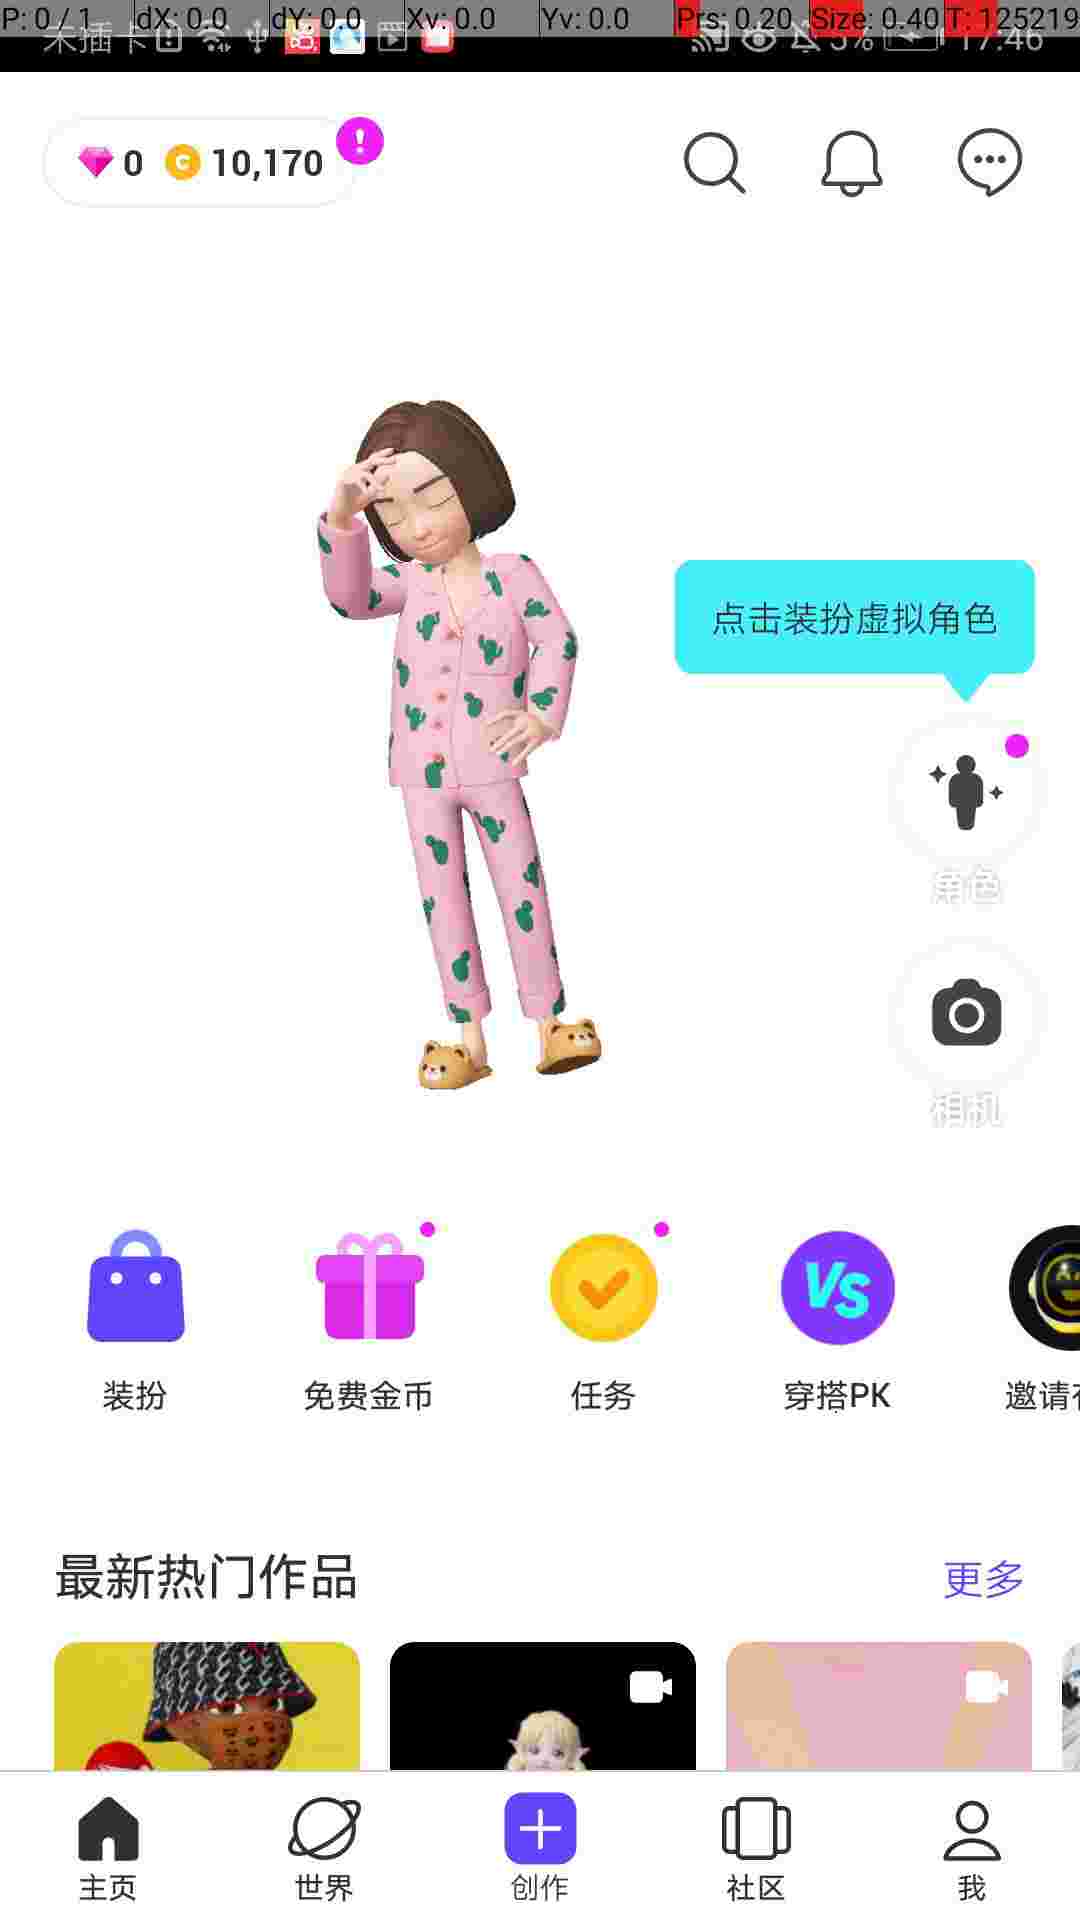 P: 0 / 1 dX: 0.0 dY: 0.0 Xv: 0.0 Yv: 0.0 Prs: 0.20 Size: 0.40 T: 125219
未插卡 5% 17:46
0 10,170
点击装扮虚拟角色
角色
相机
VS
装扮 免费金币 任务 穿搭PK 邀请
最新热门作品 更多
主页 世界 创作 社区 我